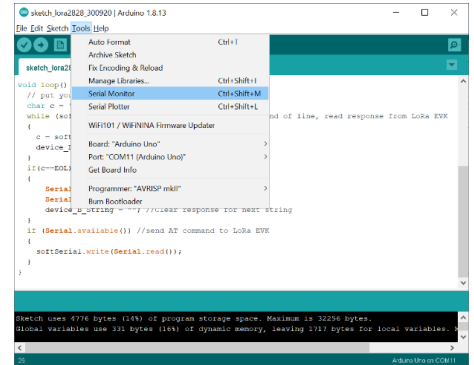 sketch_lora2828_300920 | Arduino 1.8.13
File Edit Sketch Tools Help
Auto Format Ctrl+T
Archive Sketch
Fix Encoding & Reload
Manage Libraries... Ctrl+Shift+I
Serial Monitor Ctrl+Shift+M
Serial Plotter Ctrl+Shift+L
WiFi101 / WiFiNINA Firmware Updater
Board: "Arduino Uno"
Port: "COM11 (Arduino Uno)"
Get Board Info
Programmer: "AVRISP mkII"
Burn Bootloader
sketch_lora28
void loop()
// put you
char c =
while (sof nd of line, read response from LoRa EVK
{
c = soft
device_
}
if(c==EOL)
{
Serial
Serial
device_B_String = ""; //Clear response for next string
}
if (Serial.available()) //send AT command to LoRa EVK
{
softSerial.write(Serial.read());
}
}
Sketch uses 4776 bytes (14%) of program storage space. Maximum is 32256 bytes.
Global variables use 331 bytes (16%) of dynamic memory, leaving 1717 bytes for local variables.
Arduino Uno on COM11